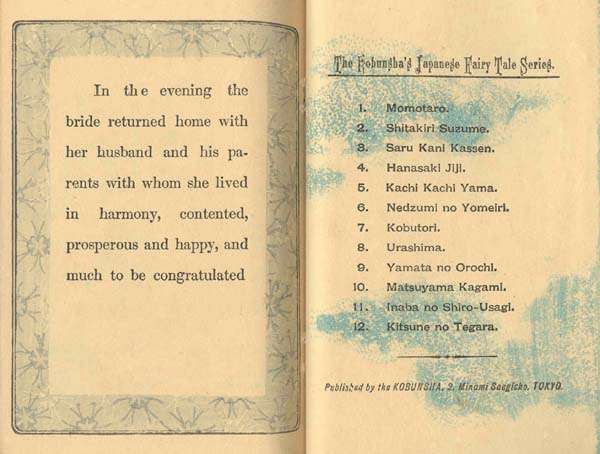 In the evening the
bride returned home with
her husband and his pa-
rents with whom she lived
in harmony, contented,
prosperous and happy, and
much to be congratulated
The Kobunsha's Japanese Fairy Tale Series.
1. Momotaro.
2. Shitakiri Suzume.
3. Saru Kani Kassen.
4. Hanasaki Jiji.
5. Kachi Kachi Yama.
6. Nedzumi no Yomeiri.
7. Kobutori.
8. Urashima.
9. Yamata no Orochi.
10. Matsuyama Kagami.
11. Inaba no Shiro-Usagi.
12. Kitsune no Tegara.
Published by the KOBUNSHA, 2, Minami Saegicho, TOKYO.